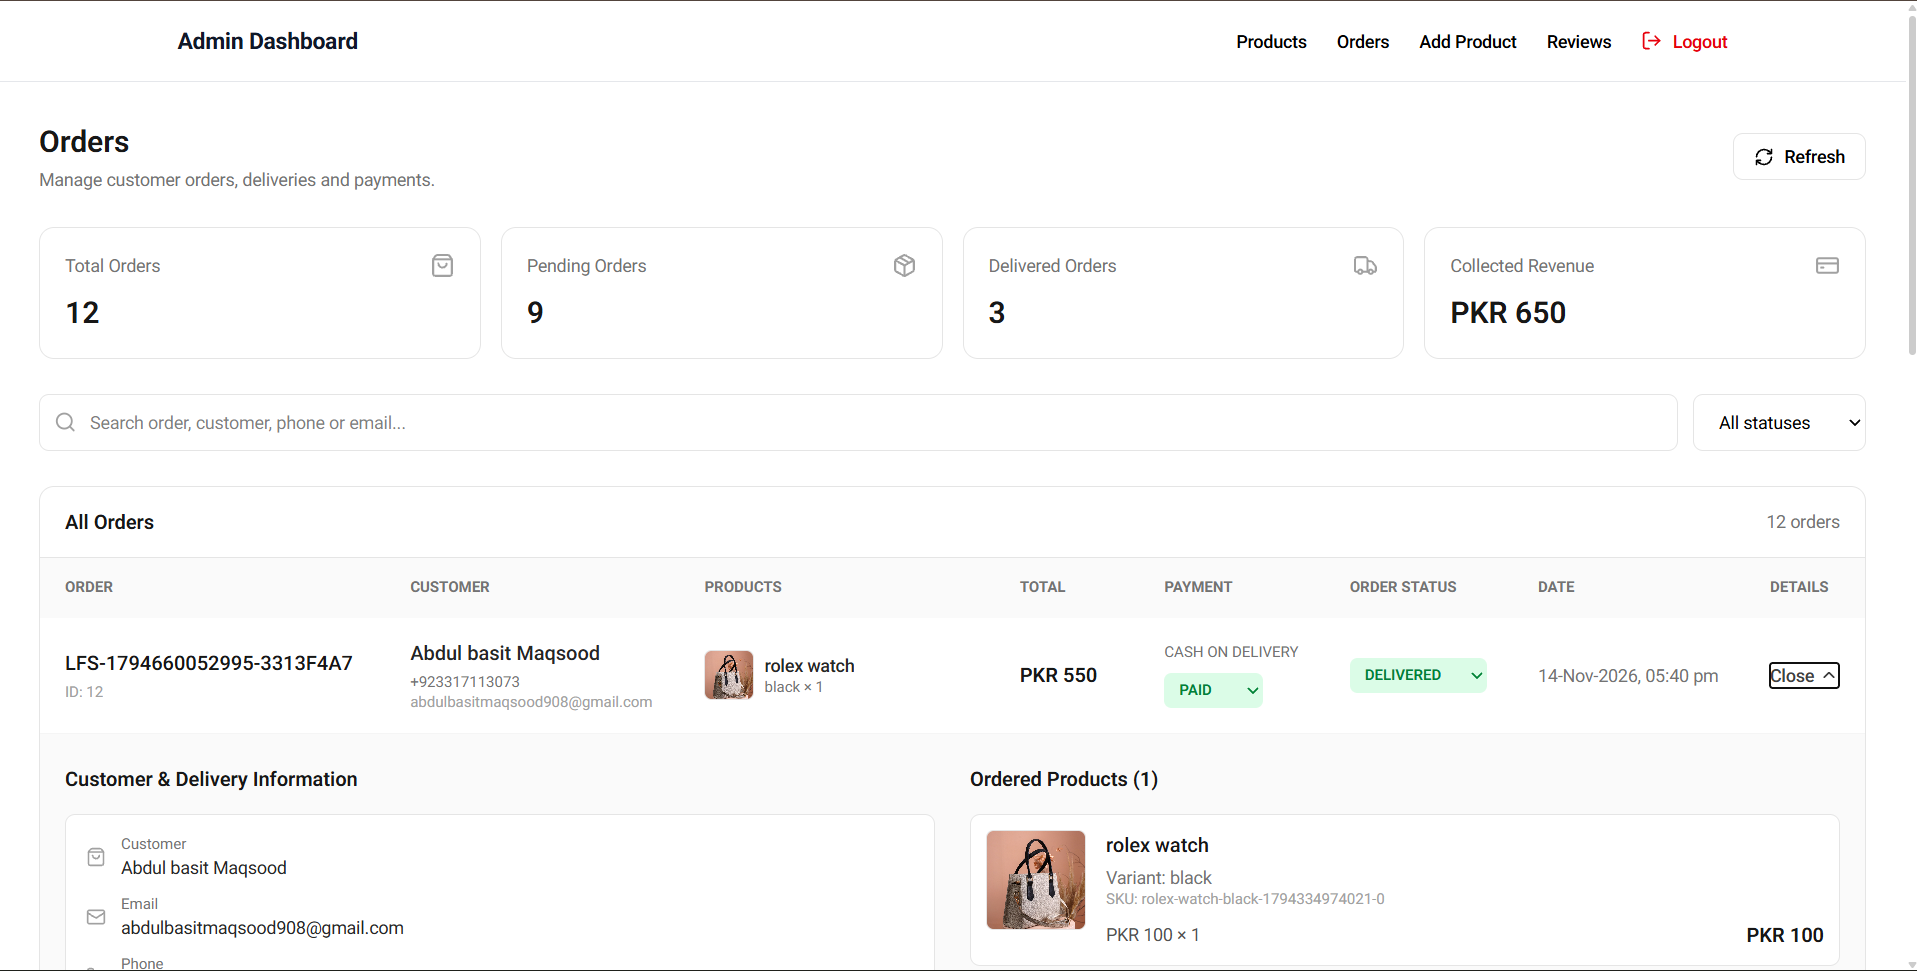 Admin Dashboard
Products
Orders
Add Product
Reviews
Logout
Orders
Manage customer orders, deliveries and payments.
Refresh
Total Orders
12
Pending Orders
9
Delivered Orders
3
Collected Revenue
PKR 650
Search order, customer, phone or email...
All statuses
All Orders
12 orders
ORDER CUSTOMER PRODUCTS TOTAL PAYMENT ORDER STATUS DATE DETAILS
LFS-1794660052995-3313F4A7
ID: 12
Abdul basit Maqsood
+923317113073
abdulbasitmaqsood908@gmail.com
rolex watch
black × 1
PKR 550
CASH ON DELIVERY
PAID
DELIVERED
14-Nov-2026, 05:40 pm
Close
Customer & Delivery Information
Customer
Abdul basit Maqsood
Email
abdulbasitmaqsood908@gmail.com
Phone
Ordered Products (1)
rolex watch
Variant: black
SKU: rolex-watch-black-1794334974021-0
PKR 100 × 1
PKR 100